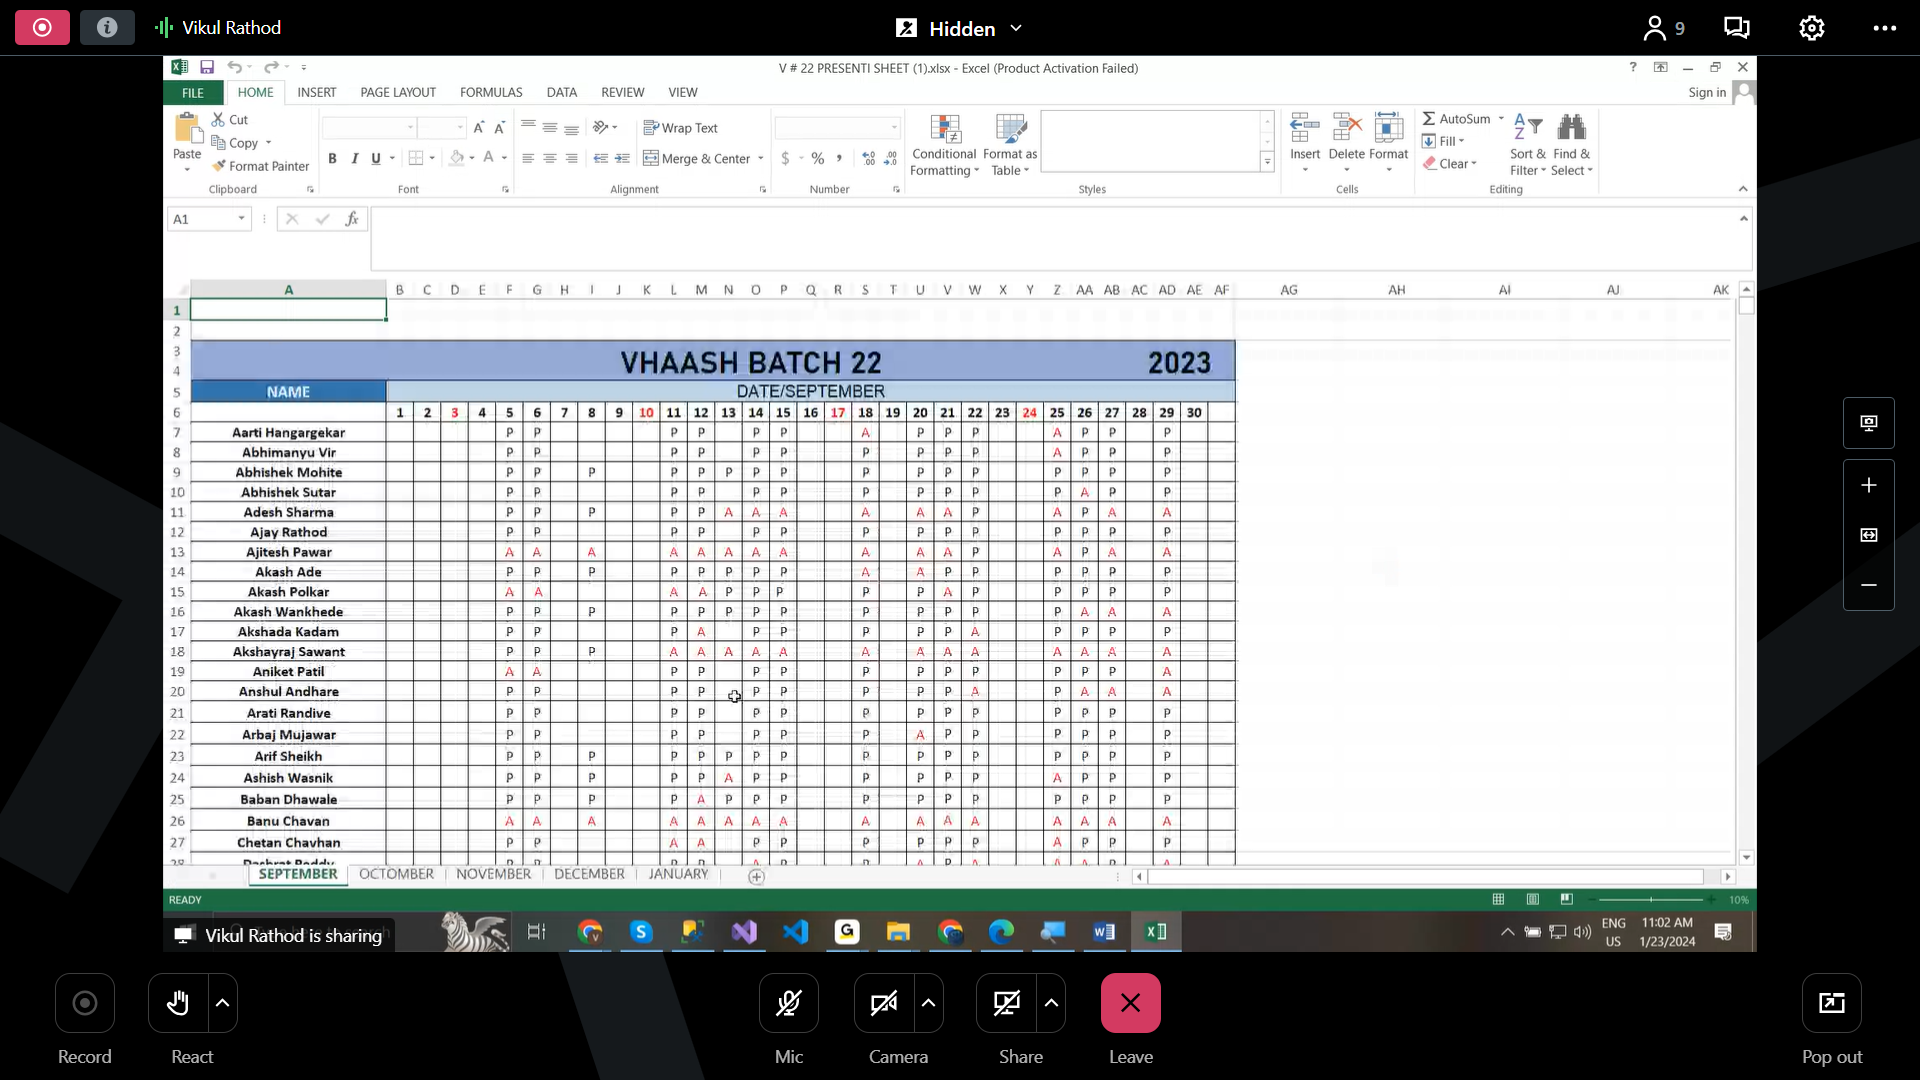 Vikul Rathod
Hidden
9
V # 22 PRESENTI SHEET (1).xlsx - Excel (Product Activation Failed)
FILE HOME INSERT PAGE LAYOUT FORMULAS DATA REVIEW VIEW Sign in
Paste Cut Copy Format Painter
B I U
Wrap Text
Merge & Center
$ % ,
Conditional Formatting Format as Table
Insert Delete Format
AutoSum Fill Clear
Sort & Filter Find & Select
Clipboard Font Alignment Number Styles Cells Editing
A1 fx
A B C D E F G H I J K L M N O P Q R S T U V W X Y Z AA AB AC AD AE AF AG AH AI AJ AK
1
2
3 VHAASH BATCH 22 2023
4
5 NAME DATE/SEPTEMBER
6 1 2 3 4 5 6 7 8 9 10 11 12 13 14 15 16 17 18 19 20 21 22 23 24 25 26 27 28 29 30
7 Aarti Hangargekar P P P P P P A P P P A P P P
8 Abhimanyu Vir P P P P P P P P P P A P P P
9 Abhishek Mohite P P P P P P P P P P P P P P P P
10 Abhishek Sutar P P P P P P P P P P P A P P
11 Adesh Sharma P P P P P A A A A A A P A P A A
12 Ajay Rathod P P P P P P P P P P P P P P
13 Ajitesh Pawar A A A A A A A A A A A P A P A A
14 Akash Ade P P P P P P P P A A P P P P P P
15 Akash Polkar A A A A P P P P P A P P P P P
16 Akash Wankhede P P P P P P P P P P P P P A A A
17 Akshada Kadam P P P A P P P P P A P P P P
18 Akshayraj Sawant P P P A A A A A A A A A A A A A
19 Aniket Patil A A P P P P P P P P P P P A
20 Anshul Andhare P P P P P P P P P A P A A A
21 Arati Randive P P P P P P P P P P P P P P
22 Arbaj Mujawar P P P P P P P A P P P P P P
23 Arif Sheikh P P P P P P P P P P P P P P P P
24 Ashish Wasnik P P P P P A P P P P P P A P P P
25 Baban Dhawale P P P P A P P P P P P P P P P P
26 Banu Chavan A A A A A A A A A A A A A A A A
27 Chetan Chavhan P P A A P P P P P P A P P P
SEPTEMBER OCTOMBER NOVEMBER DECEMBER JANUARY
READY 10%
Vikul Rathod is sharing
ENG US
11:02 AM
1/23/2024
Record React Mic Camera Share Leave Pop out